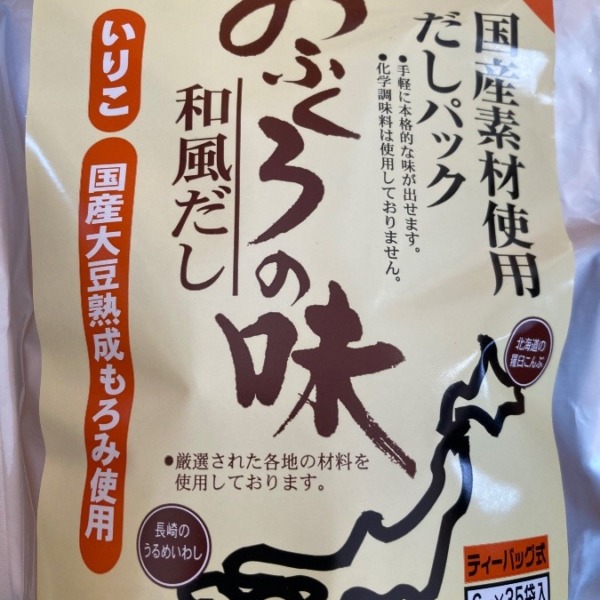 国産素材使用
だしパック
●手軽に本格的な味が出せます。
●化学調味料は使用しておりません。
おふくろの味
和風だし
いりこ
国産大豆熟成もろみ使用
北海道の
羅臼こんぶ
●厳選された各地の材料を
使用しております。
長崎の
うるめいわし
ティーバッグ式
×35袋入